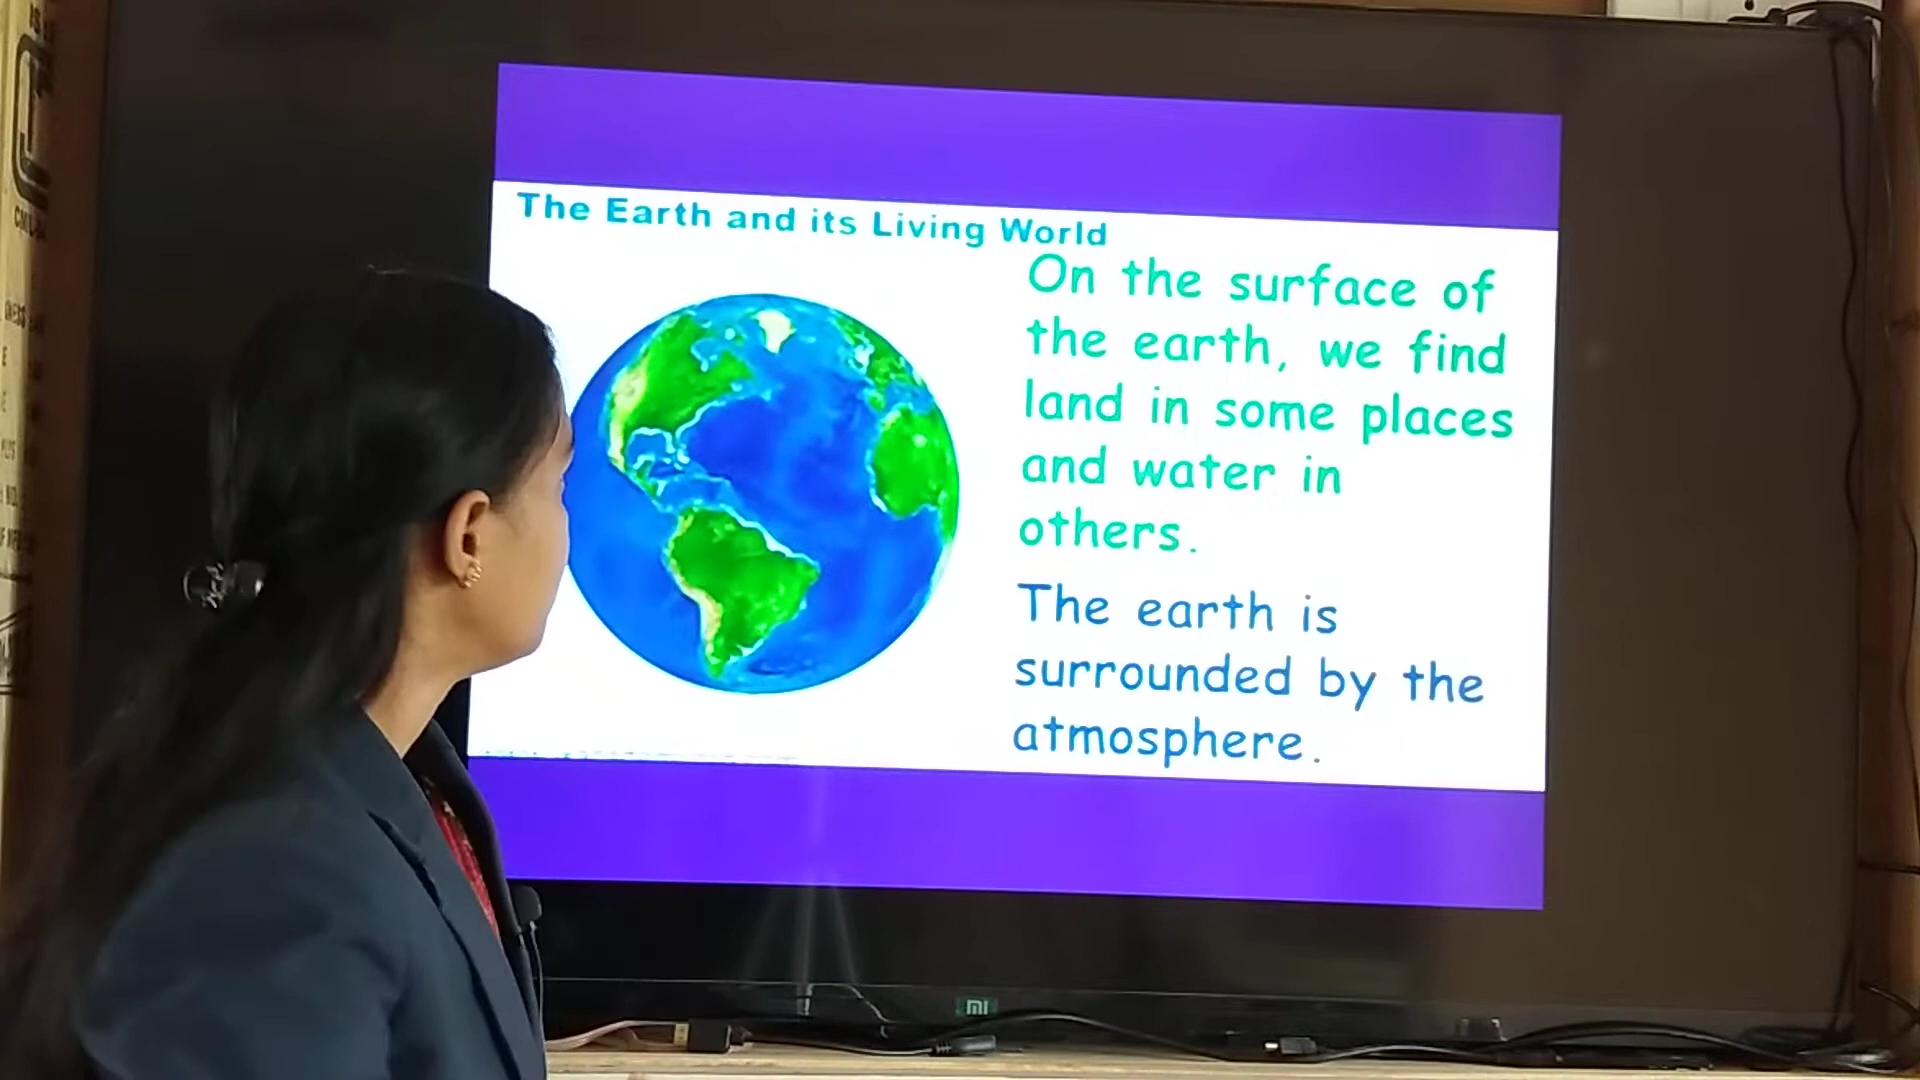 The Earth and its Living World
On the surface of
the earth, we find
land in some places
and water in
others.
The earth is
surrounded by the
atmosphere.
mi